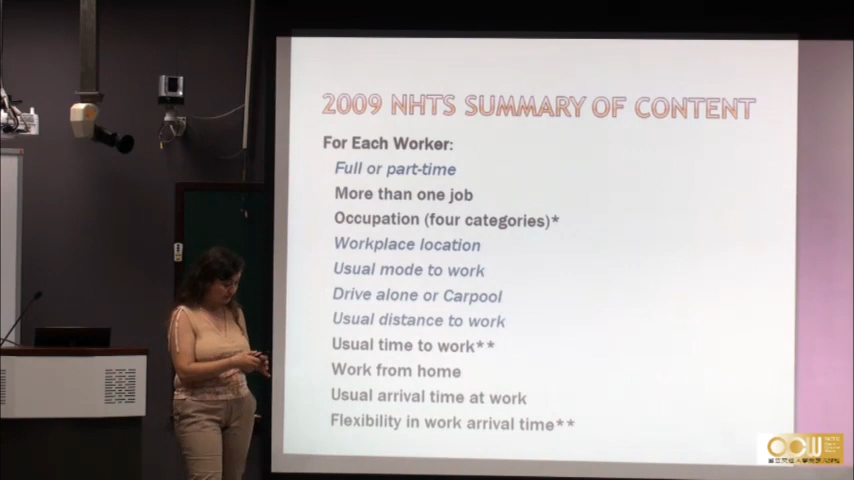 2009 NHTS SUMMARY OF CONTENT
For Each Worker:
Full or part-time
More than one job
Occupation (four categories)*
Workplace location
Usual mode to work
Drive alone or Carpool
Usual distance to work
Usual time to work**
Work from home
Usual arrival time at work
Flexibility in work arrival time**
OCW